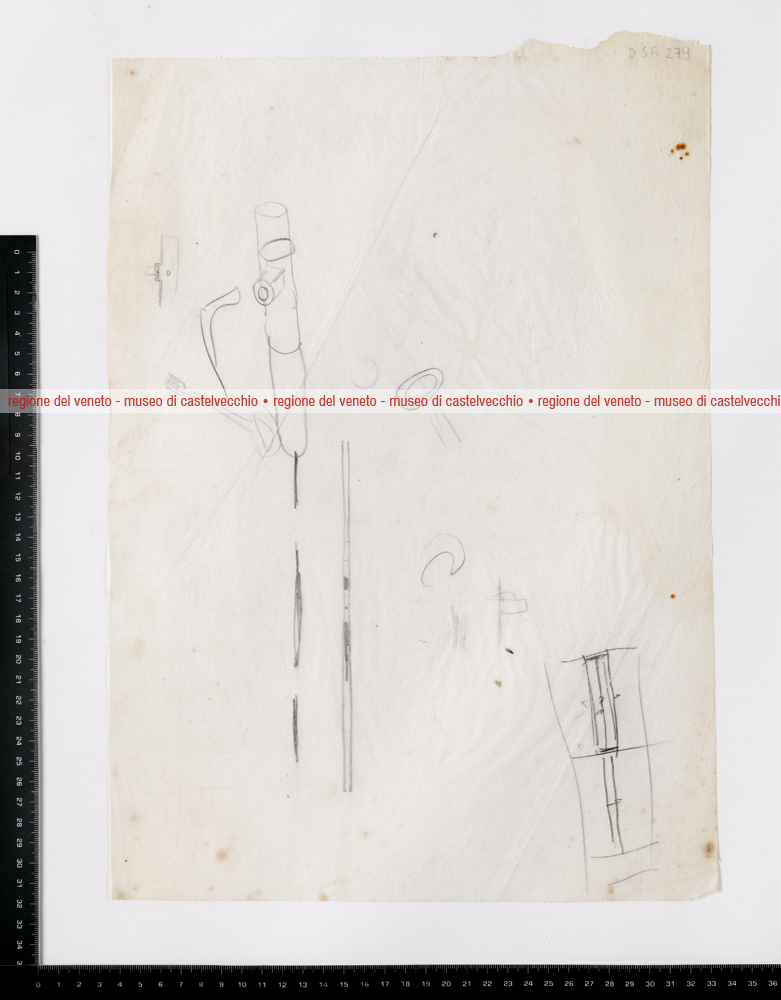 D SR 279
regione del veneto - museo di castelvecchio • regione del veneto - museo di castelvecchio • regione del veneto - museo di castelvecchi
0 1 2 3 4 5 6 7 8 9 10 11 12 13 14 15 16 17 18 19 20 21 22 23 24 25 26 27 28 29 30 31 32 33 34 3
0 1 2 3 4 5 6 7 8 9 10 11 12 13 14 15 16 17 18 19 20 21 22 23 24 25 26 27 28 29 30 31 32 33 34 35 36